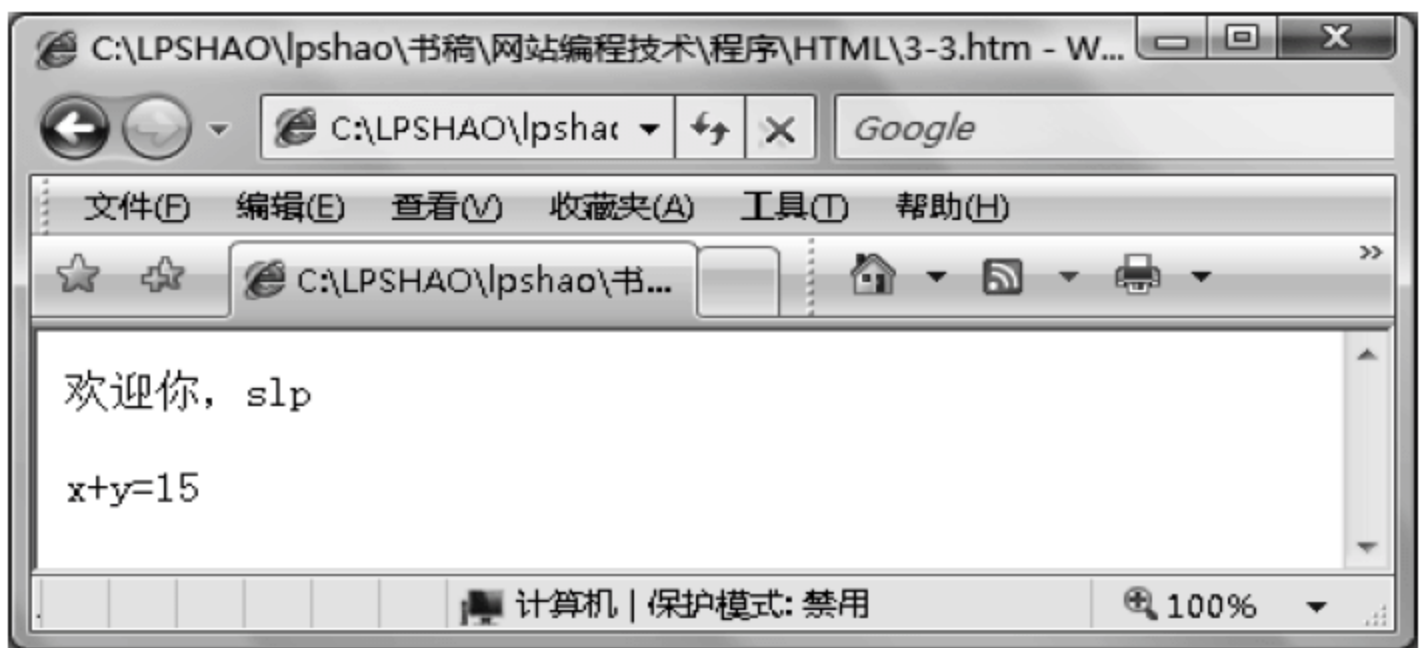 C:\LPSHAO\lpshao\书稿\网站编程技术\程序\HTML\3-3.htm - W...
C:\LPSHAO\lpshac
Google
文件(F) 编辑(E) 查看(V) 收藏夹(A) 工具(T) 帮助(H)
C:\LPSHAO\lpshao\书... »
欢迎你，slp
x+y=15
计算机 | 保护模式: 禁用 100%